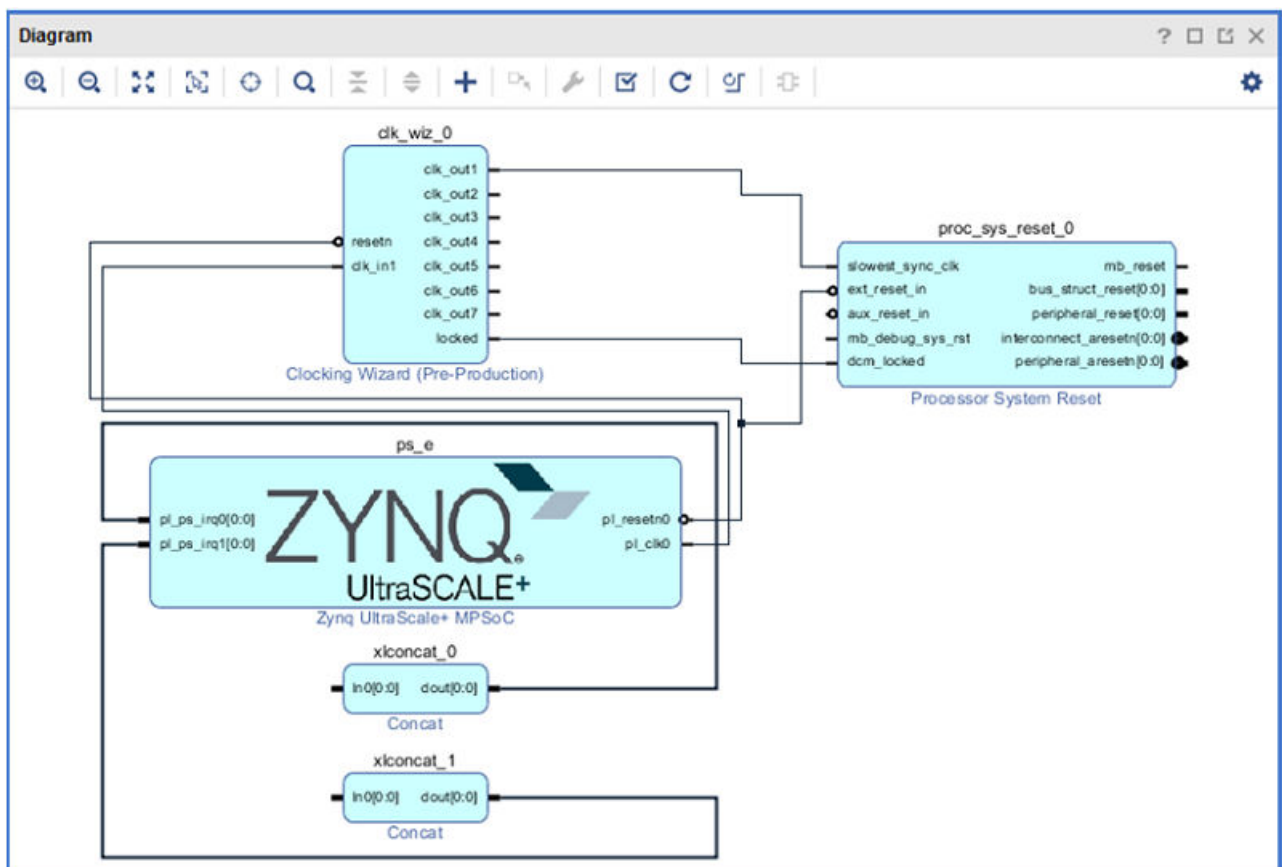 Diagram
clk_wiz_0
clk_out1
clk_out2
clk_out3
resetn clk_out4
clk_in1 clk_out5
clk_out6
clk_out7
locked
Clocking Wizard (Pre-Production)
proc_sys_reset_0
slowest_sync_clk mb_reset
ext_reset_in bus_struct_reset[0:0]
aux_reset_in peripheral_reset[0:0]
mb_debug_sys_rst interconnect_aresetn[0:0]
dcm_locked peripheral_aresetn[0:0]
Processor System Reset
ps_e
pl_ps_irq0[0:0] pl_resetn0
pl_ps_irq1[0:0] pl_clk0
ZYNQ
UltraSCALE+
Zynq UltraScale+ MPSoC
xlconcat_0
In0[0:0] dout[0:0]
Concat
xlconcat_1
In0[0:0] dout[0:0]
Concat